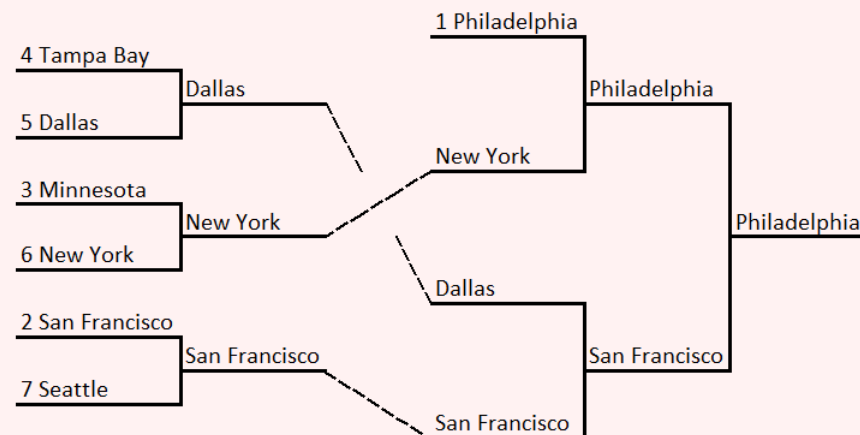 4 Tampa Bay
5 Dallas
3 Minnesota
6 New York
2 San Francisco
7 Seattle
Dallas
New York
San Francisco
1 Philadelphia
New York
Dallas
San Francisco
Philadelphia
San Francisco
Philadelphia